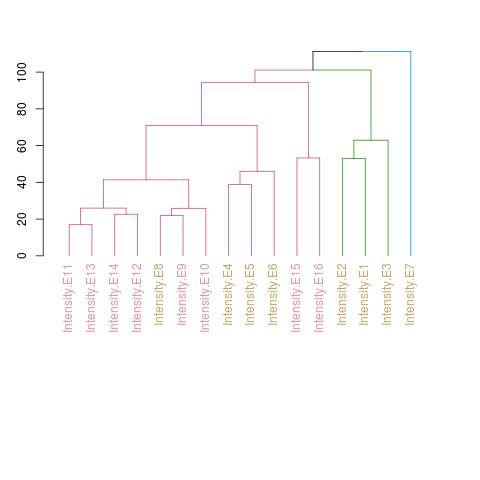 100
80
60
40
20
0
Intensity.E11
Intensity.E13
Intensity.E14
Intensity.E12
Intensity.E8
Intensity.E9
Intensity.E10
Intensity.E4
Intensity.E5
Intensity.E6
Intensity.E15
Intensity.E16
Intensity.E2
Intensity.E1
Intensity.E3
Intensity.E7